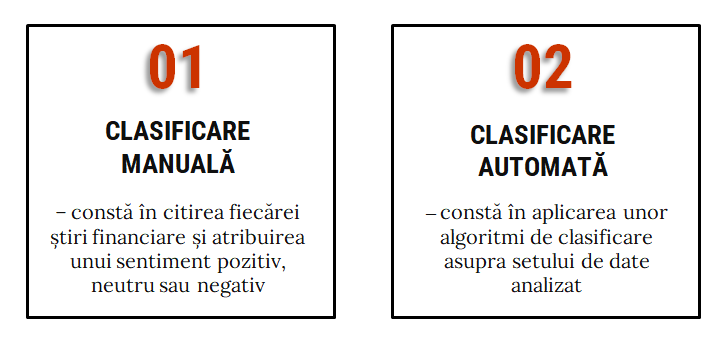 01
CLASIFICARE
MANUALĂ
– constă în citirea fiecărei
știri financiare și atribuirea
unui sentiment pozitiv,
neutru sau negativ
02
CLASIFICARE
AUTOMATĂ
– constă în aplicarea unor
algoritmi de clasificare
asupra setului de date
analizat